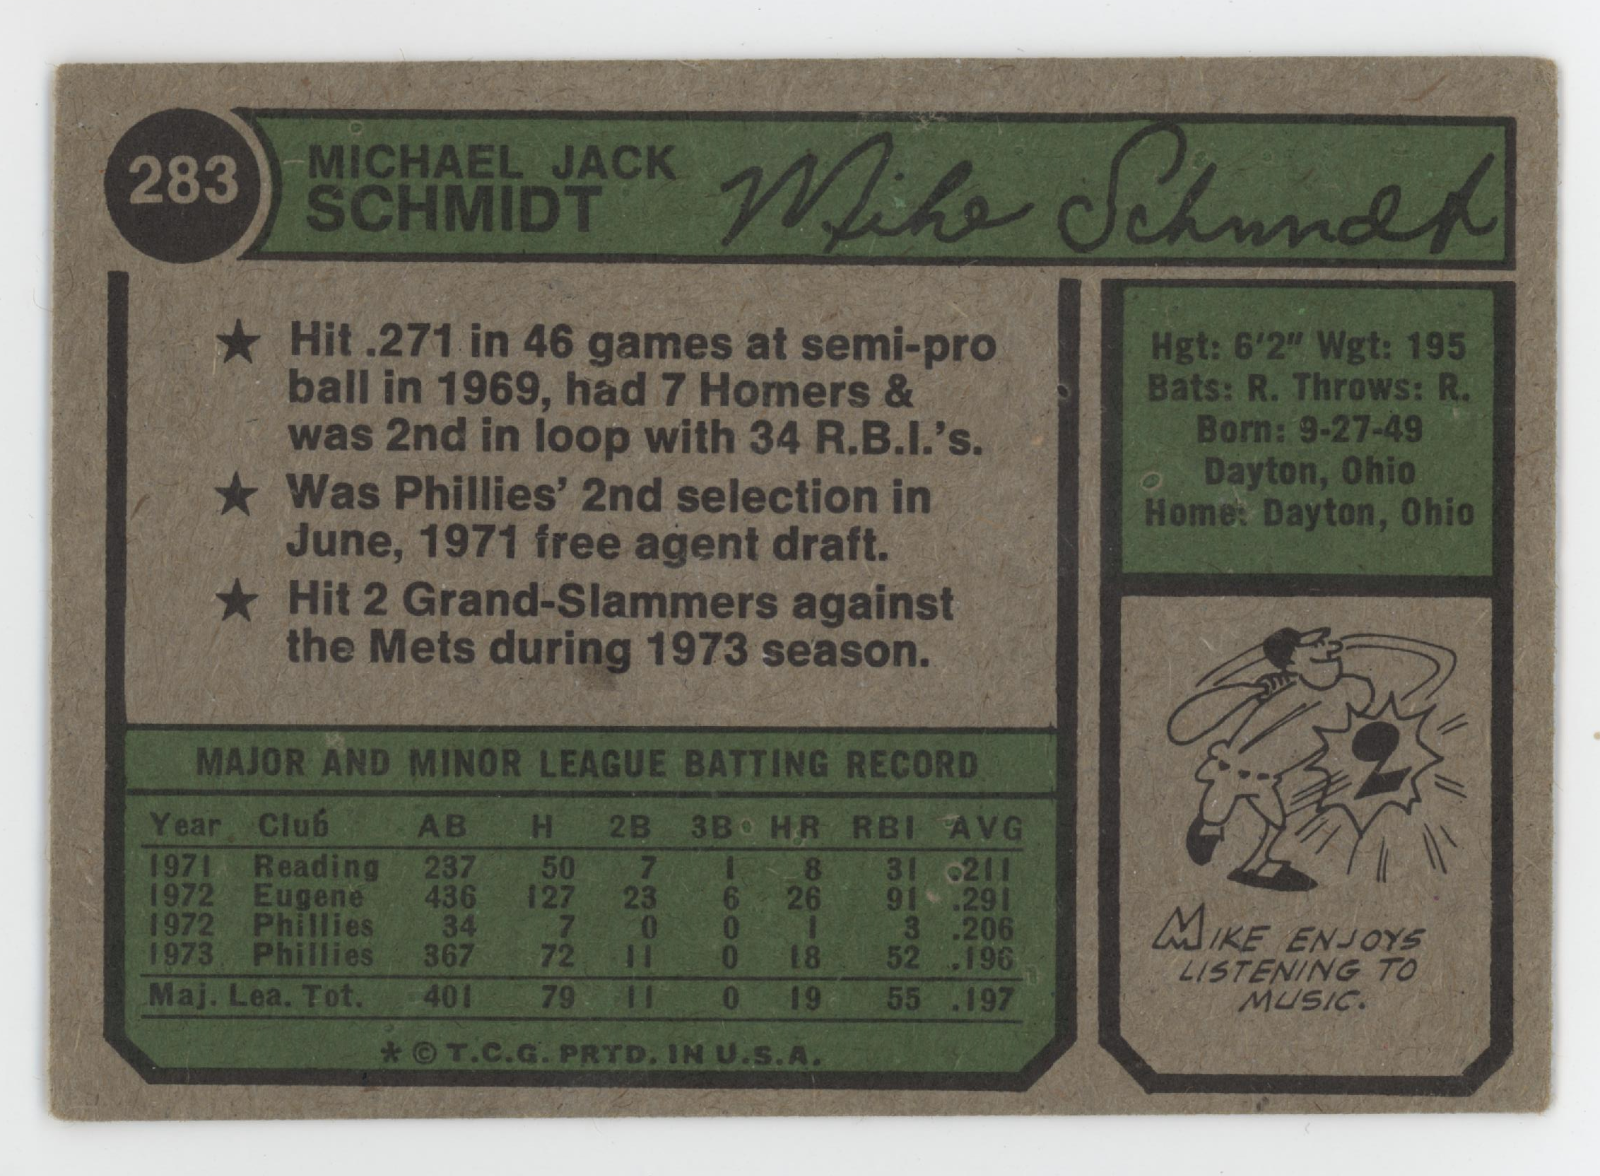 283
MICHAEL JACK
SCHMIDT
Mike Schmidt
★ Hit .271 in 46 games at semi-pro
ball in 1969, had 7 Homers &
was 2nd in loop with 34 R.B.I.'s.
★ Was Phillies' 2nd selection in
June, 1971 free agent draft.
★ Hit 2 Grand-Slammers against
the Mets during 1973 season.
MAJOR AND MINOR LEAGUE BATTING RECORD
Year Club AB H 2B 3B HR RBI AVG
1971 Reading 237 50 7 1 8 31 .211
1972 Eugene 436 127 23 6 26 91 .291
1972 Phillies 34 7 0 0 1 3 .206
1973 Phillies 367 72 11 0 18 52 .196
Maj. Lea. Tot. 401 79 11 0 19 55 .197
* © T.C.G. PRTD. IN U.S.A.
Hgt: 6'2" Wgt: 195
Bats: R. Throws: R.
Born: 9-27-49
Dayton, Ohio
Home: Dayton, Ohio
2
MIKE ENJOYS
LISTENING TO
MUSIC.